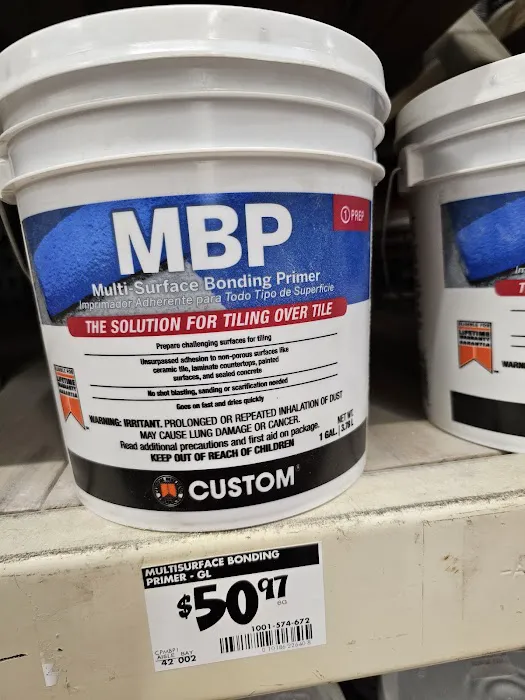 MBP
1 PREP
Multi-Surface Bonding Primer
Imprimador Adherente para Todo Tipo de Superficie
THE SOLUTION FOR TILING OVER TILE
Prepare challenging surfaces for tiling
Unsurpassed adhesion to non-porous surfaces like
ceramic tile, laminate countertops, painted
surfaces, and sealed concrete
No shot blasting, sanding or scarification needed
Goes on fast and dries quickly
LIFETIME
WARNING: IRRITANT. PROLONGED OR REPEATED INHALATION OF DUST
MAY CAUSE LUNG DAMAGE OR CANCER.
Read additional precautions and first aid on package.
KEEP OUT OF REACH OF CHILDREN
NET WT.
1 GAL. 3.78 L
CUSTOM®
MULTISURFACE BONDING
PRIMER - GL
$50 97
EA.
1001-574-672
AISLE BAY
42 002